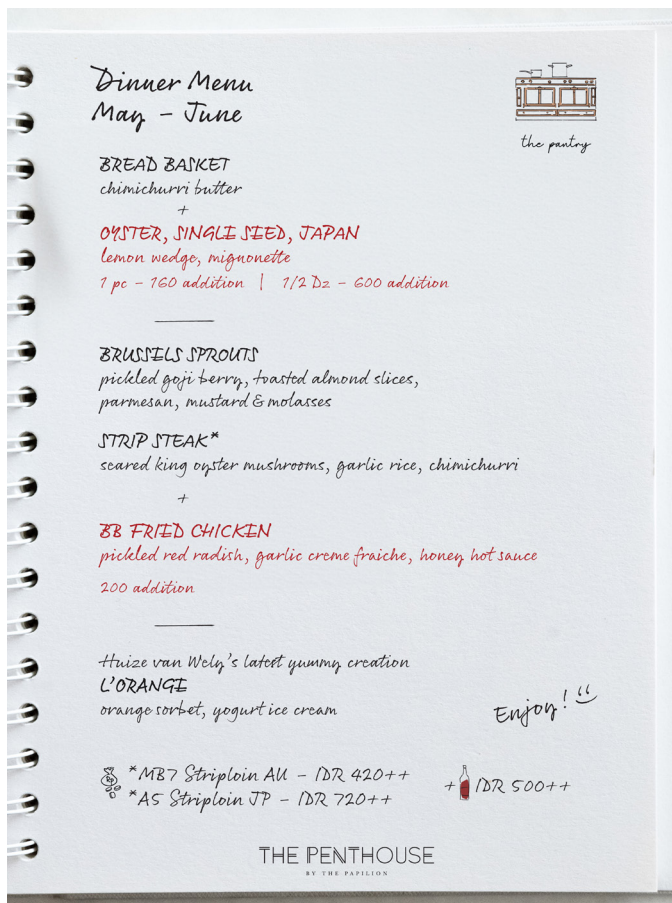 Dinner Menu
May - June
the pantry
BREAD BASKET
chimichurri butter
+
OYSTER, SINGLE SEED, JAPAN
lemon wedge, mignonette
1 pc - 160 addition | 1/2 Dz - 600 addition
BRUSSELS SPROUTS
pickled goji berry, toasted almond slices,
parmesan, mustard & molasses
STRIP STEAK*
seared king oyster mushrooms, garlic rice, chimichurri
+
BB FRIED CHICKEN
pickled red radish, garlic creme fraiche, honey hot sauce
200 addition
Huize van Wely's latest yummy creation
L'ORANGE
orange sorbet, yogurt ice cream
Enjoy!
*MB7 Striploin AU - IDR 420++
*A5 Striploin JP - IDR 720++
+ IDR 500++
THE PENTHOUSE
BY THE PAPILION